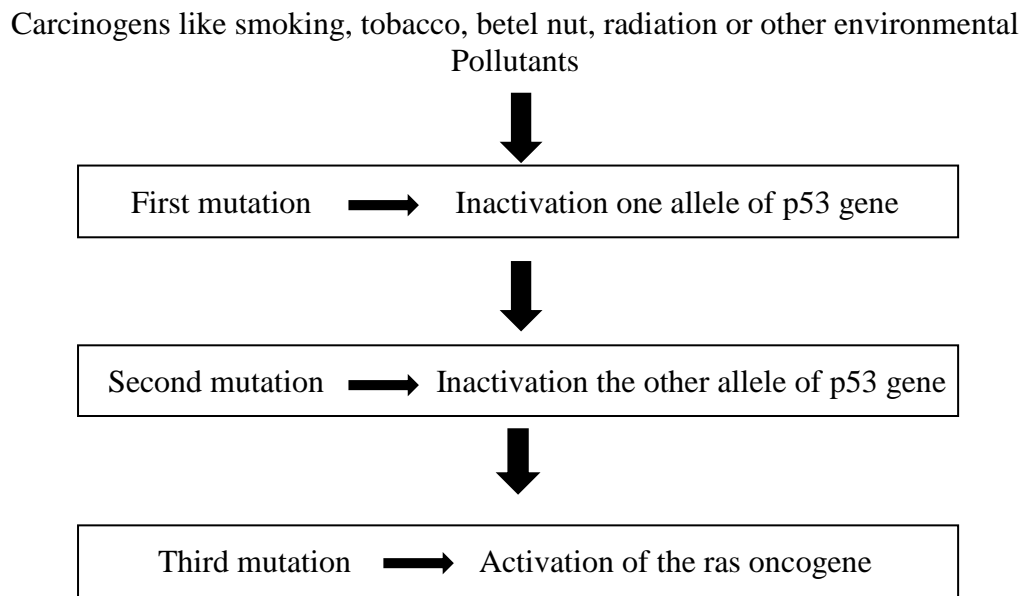 Carcinogens like smoking, tobacco, betel nut, radiation or other environmental
Pollutants
First mutation Inactivation one allele of p53 gene
Second mutation Inactivation the other allele of p53 gene
Third mutation Activation of the ras oncogene